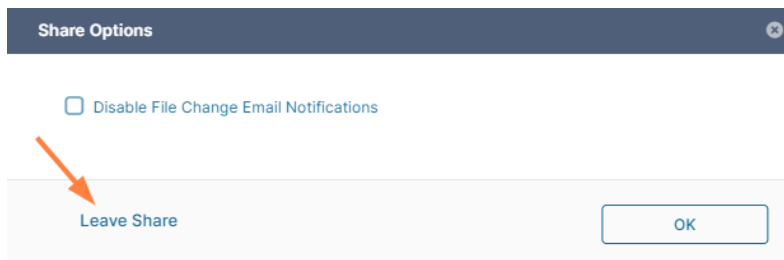 Share Options
Disable File Change Email Notifications
Leave Share
OK